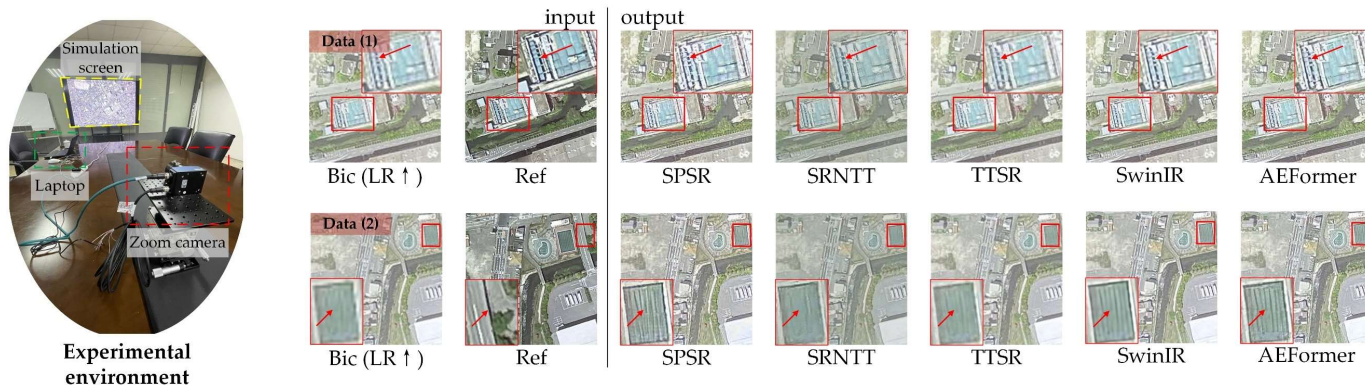 Simulation
screen
Laptop
Zoom camera
Experimental
environment
input
output
Data (1)
Bic (LR ↑)
Ref
SPSR
SRNTT
TTSR
SwinIR
AEFormer
Data (2)
Bic (LR ↑)
Ref
SPSR
SRNTT
TTSR
SwinIR
AEFormer